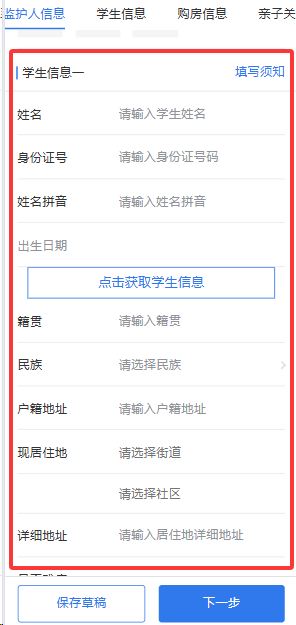 监护人信息 学生信息 购房信息 亲子关
学生信息一 填写须知
姓名 请输入学生姓名
身份证号 请输入身份证号码
姓名拼音 请输入姓名拼音
出生日期
点击获取学生信息
籍贯 请输入籍贯
民族 请选择民族
户籍地址 请输入户籍地址
现居住地 请选择街道
请选择社区
详细地址 请输入居住地详细地址
保存草稿 下一步